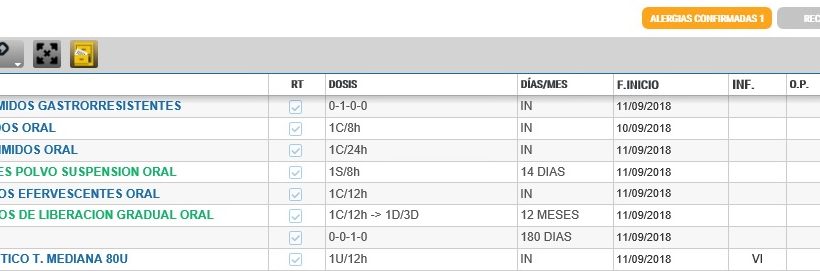 ALERGIAS CONFIRMADAS 1 REC
RT DOSIS DÍAS/MES F.INICIO INF. O.P.
MIDOS GASTRORRESISTENTES 0-1-0-0 IN 11/09/2018
DOS ORAL 1C/8h IN 10/09/2018
IMIDOS ORAL 1C/24h IN 11/09/2018
ES POLVO SUSPENSION ORAL 1S/8h 14 DIAS 11/09/2018
OS EFERVESCENTES ORAL 1C/12h IN 11/09/2018
OS DE LIBERACION GRADUAL ORAL 1C/12h -> 1D/3D 12 MESES 11/09/2018
0-0-1-0 180 DIAS 11/09/2018
TICO T. MEDIANA 80U 1U/12h IN 11/09/2018 VI